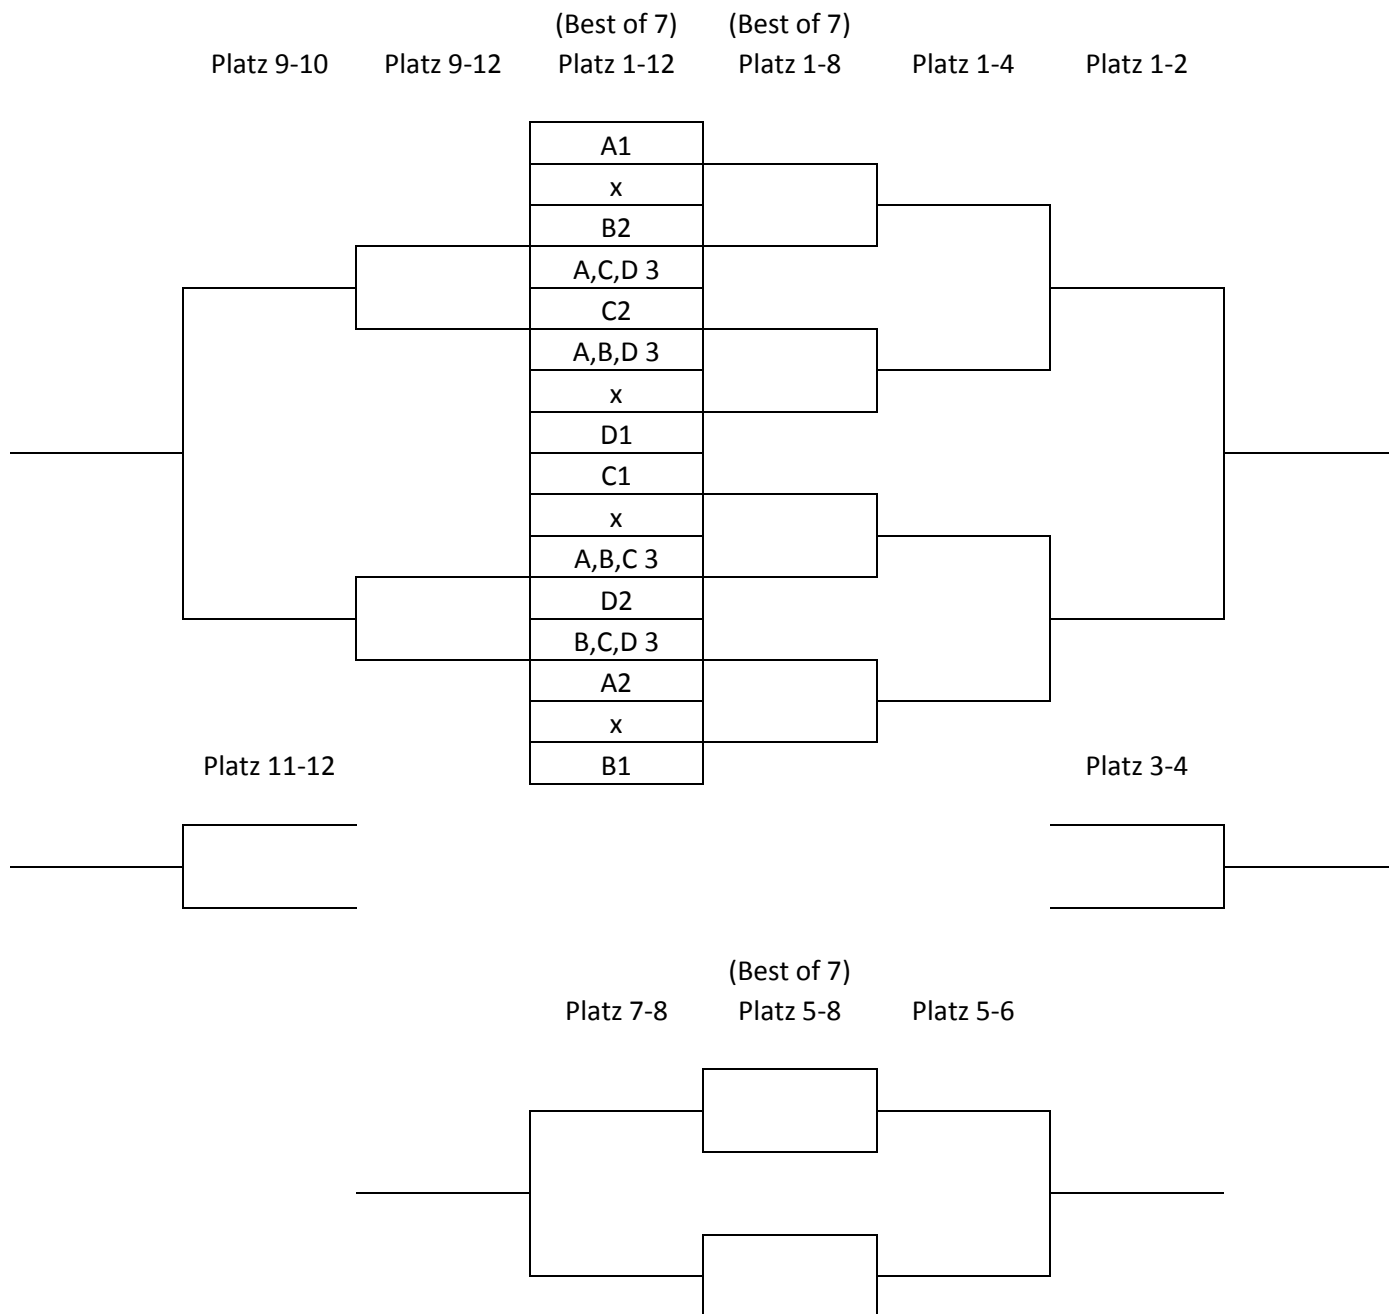 (Best of 7) (Best of 7)
Platz 9-10 Platz 9-12 Platz 1-12 Platz 1-8 Platz 1-4 Platz 1-2
A1
x
B2
A,C,D 3
C2
A,B,D 3
x
D1
C1
x
A,B,C 3
D2
B,C,D 3
A2
x
B1
Platz 11-12 Platz 3-4
(Best of 7)
Platz 7-8 Platz 5-8 Platz 5-6